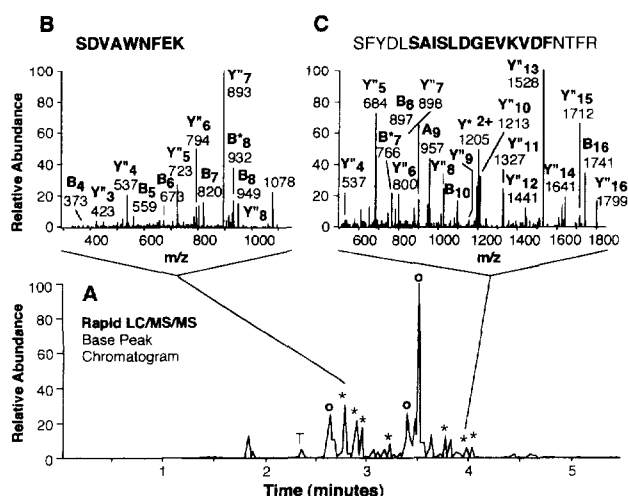 B
SDVAWNFEK
Relative Abundance
100
80
60
40
20
0
B4
373
Y"3
423
Y"4
537
B5
559
B6
673
Y"5
723
Y"6
794
B7
820
Y"7
893
B*8
932
B8
949
Y"8
1078
400
600
800
1000
m/z
C
SFYDLSAISLDGEVKVDFNTFR
100
80
60
40
20
0
Y"4
537
Y"5
684
B*7
766
Y"6
800
B8
897
Y"7
898
A9
957
Y"8
B10
Y"9
Y* 2+
1205
Y"10
1213
Y"11
1327
Y"12
1441
Y"13
1528
Y"14
1641
Y"15
1712
B16
1741
Y"16
1799
600
800
1000
1200
1400
1600
1800
m/z
A
Rapid LC/MS/MS
Base Peak
Chromatogram
Relative Abundance
100
80
60
40
20
0
T
o
*
*
*
*
o
o
*
*
*
1
2
3
4
5
Time (minutes)